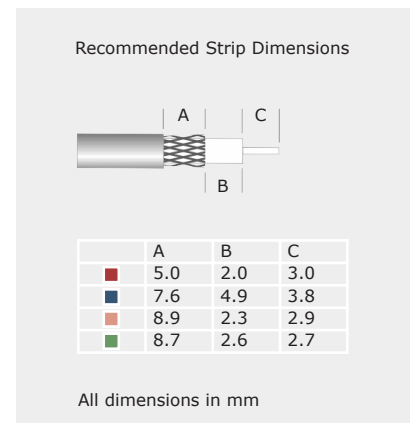 Recommended Strip Dimensions
A C
B
A B C
5.0 2.0 3.0
7.6 4.9 3.8
8.9 2.3 2.9
8.7 2.6 2.7
All dimensions in mm